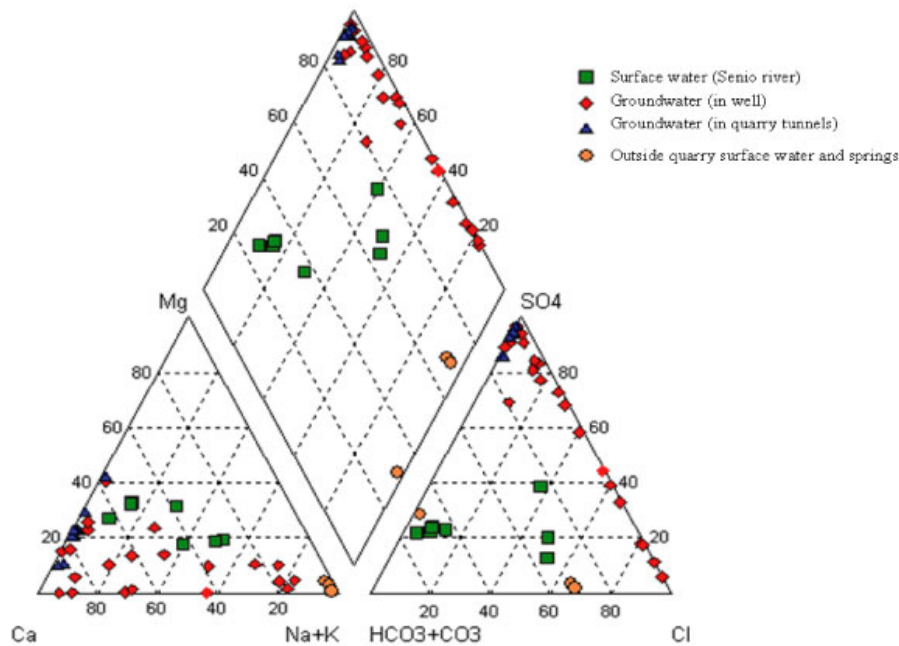 80 80
60 60
40 40
20 20
Surface water (Senio river)
Groundwater (in well)
Groundwater (in quarry tunnels)
Outside quarry surface water and springs
Mg SO4
80 80
60 60
40 40
20 20
80 60 40 20 20 40 60 80
Ca Na+K HCO3+CO3 Cl